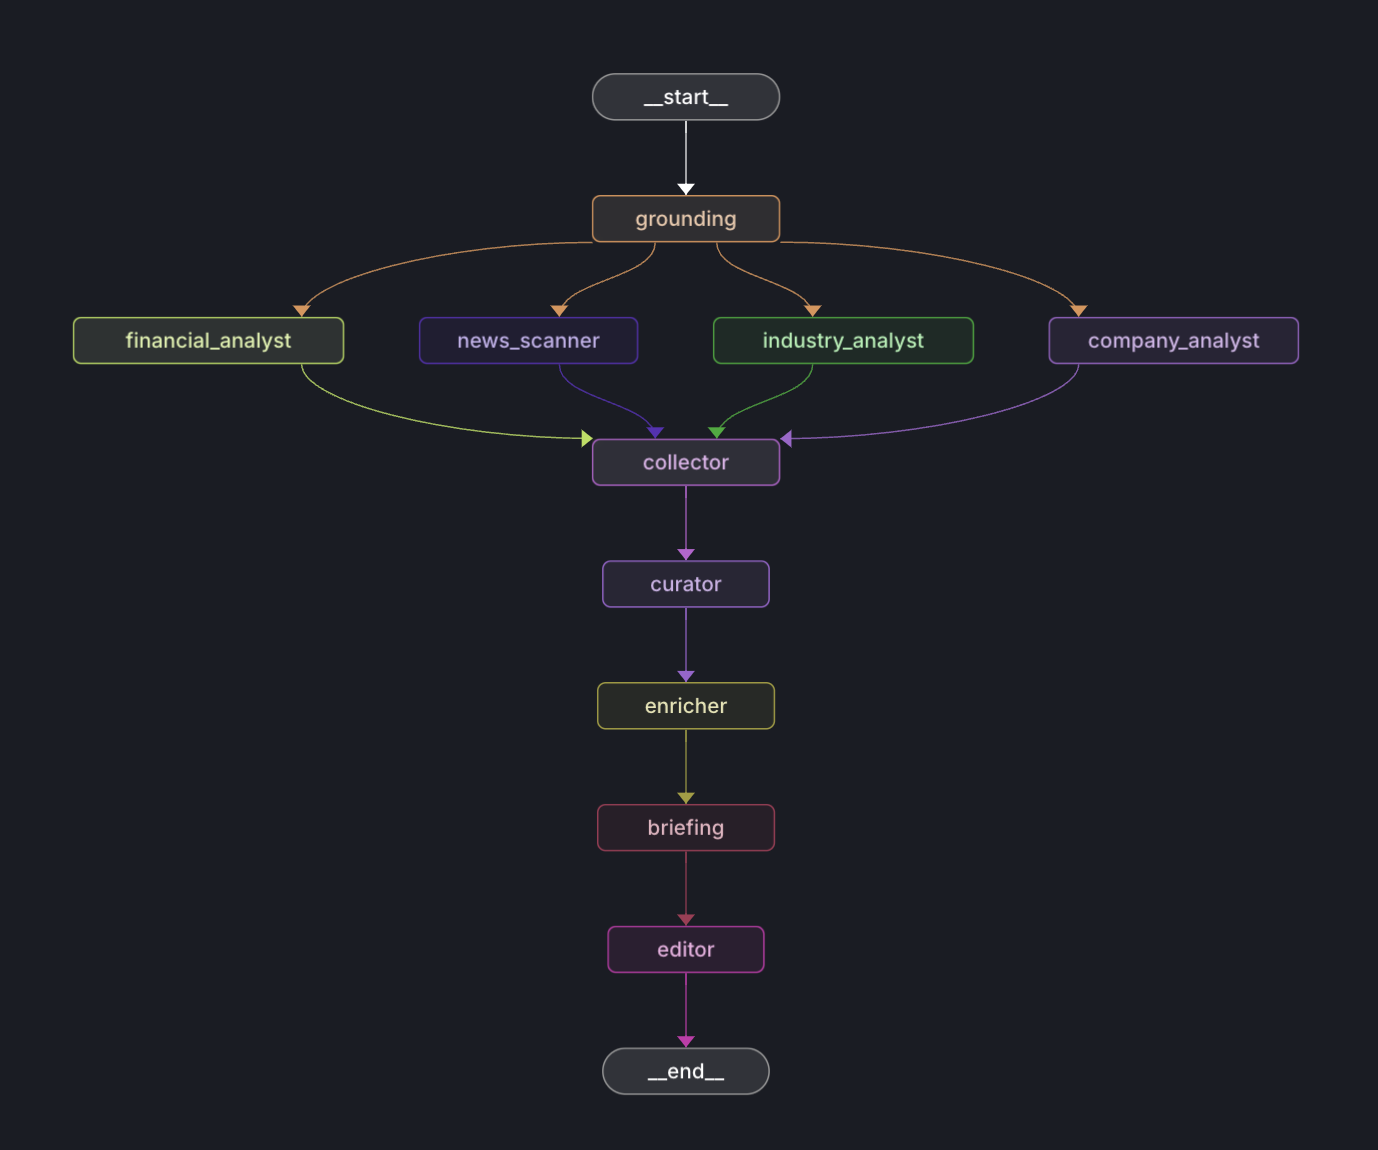 __start__
grounding
financial_analyst
news_scanner
industry_analyst
company_analyst
collector
curator
enricher
briefing
editor
__end__